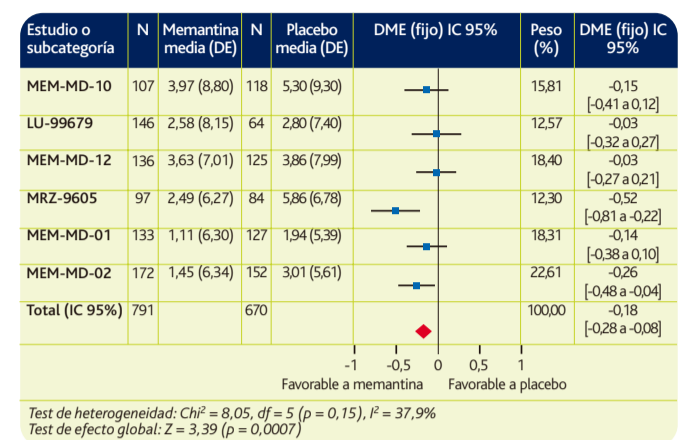 Estudio o subcategoría | N | Memantina media (DE) | N | Placebo media (DE) | DME (fijo) IC 95% | Peso (%) | DME (fijo) IC 95%
MEM-MD-10 | 107 | 3,97 (8,80) | 118 | 5,30 (9,30) | 15,81 | -0,15 [-0,41 a 0,12]
LU-99679 | 146 | 2,58 (8,15) | 64 | 2,80 (7,40) | 12,57 | -0,03 [-0,32 a 0,27]
MEM-MD-12 | 136 | 3,63 (7,01) | 125 | 3,86 (7,99) | 18,40 | -0,03 [-0,27 a 0,21]
MRZ-9605 | 97 | 2,49 (6,27) | 84 | 5,86 (6,78) | 12,30 | -0,52 [-0,81 a -0,22]
MEM-MD-01 | 133 | 1,11 (6,30) | 127 | 1,94 (5,39) | 18,31 | -0,14 [-0,38 a 0,10]
MEM-MD-02 | 172 | 1,45 (6,34) | 152 | 3,01 (5,61) | 22,61 | -0,26 [-0,48 a -0,04]
Total (IC 95%) | 791 | 670 | 100,00 | -0,18 [-0,28 a -0,08]
-1 -0,5 0 0,5 1
Favorable a memantina Favorable a placebo
Test de heterogeneidad: Chi² = 8,05, df = 5 (p = 0,15), I² = 37,9%
Test de efecto global: Z = 3,39 (p = 0,0007)